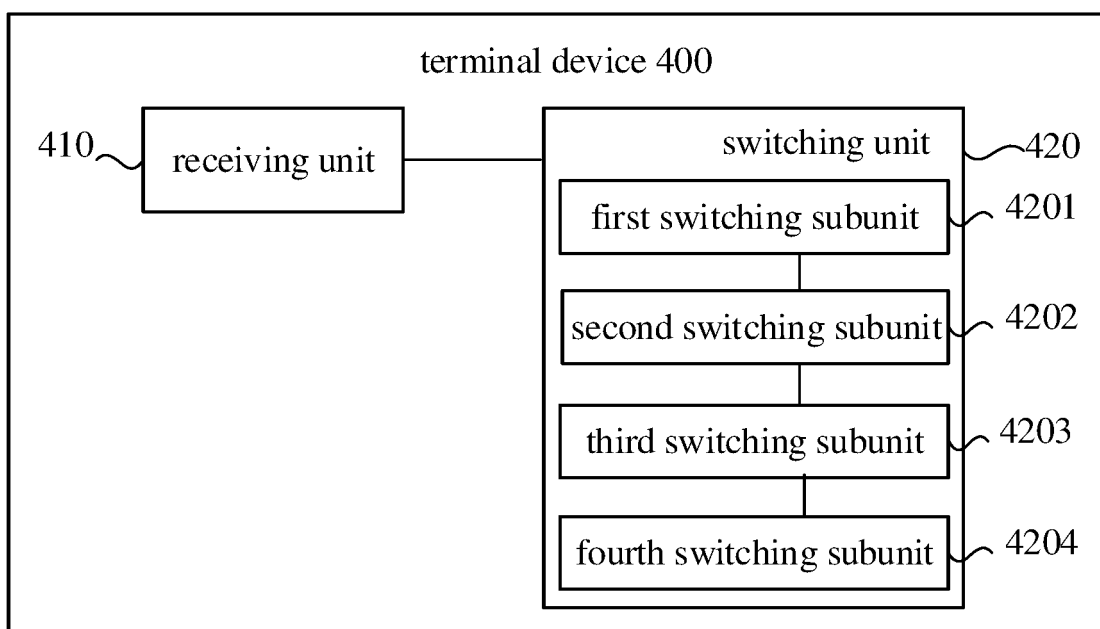 terminal device 400
410
receiving unit
switching unit
420
first switching subunit
4201
second switching subunit
4202
third switching subunit
4203
fourth switching subunit
4204